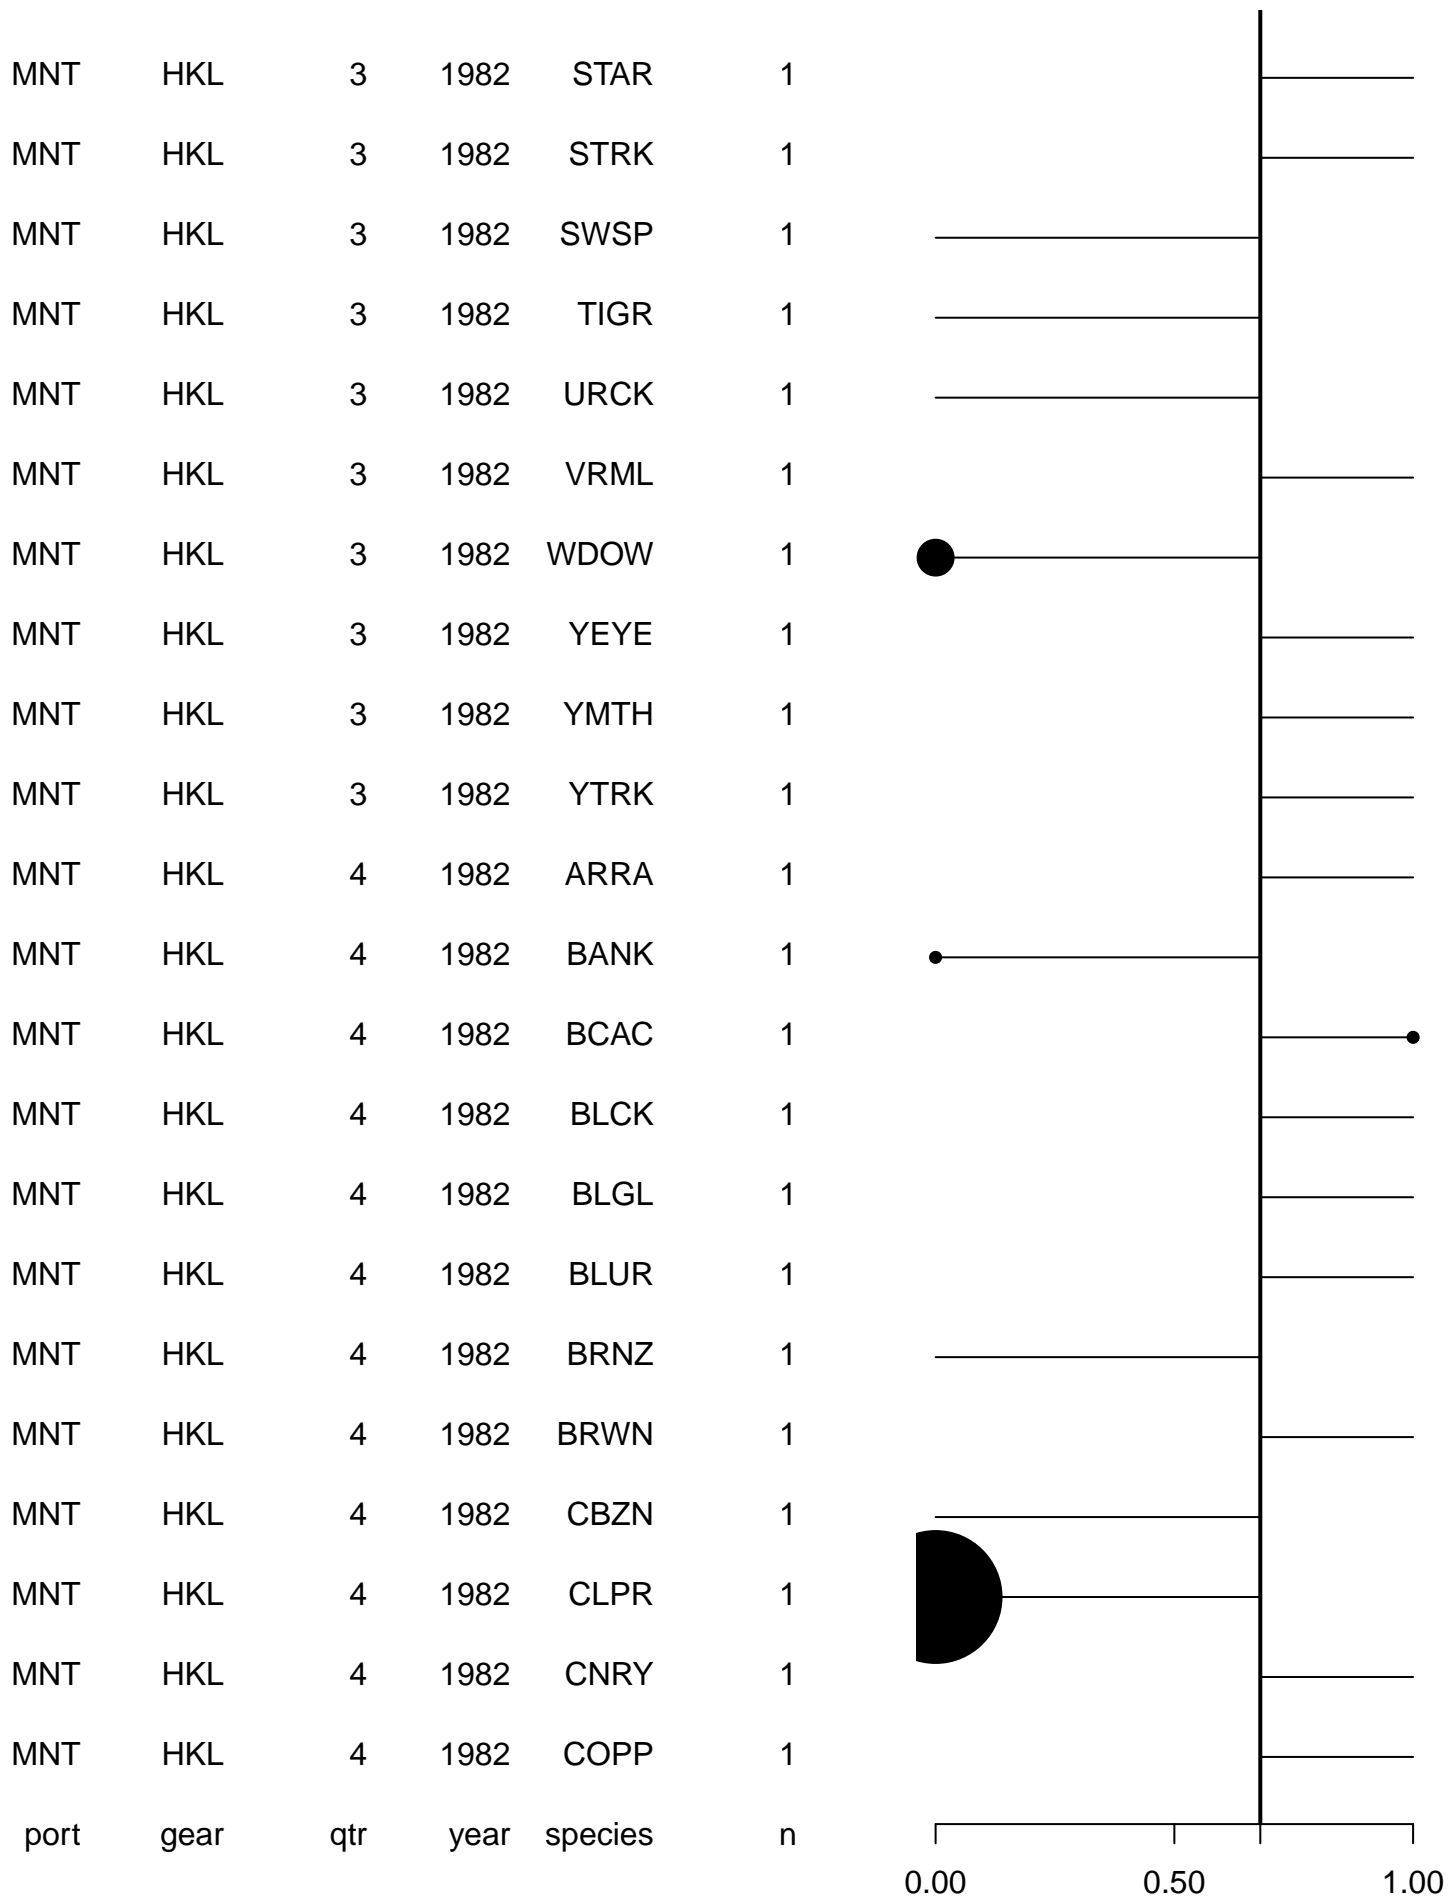 MNT HKL 3 1982 STAR 1
MNT HKL 3 1982 STRK 1
MNT HKL 3 1982 SWSP 1
MNT HKL 3 1982 TIGR 1
MNT HKL 3 1982 URCK 1
MNT HKL 3 1982 VRML 1
MNT HKL 3 1982 WDOW 1
MNT HKL 3 1982 YEYE 1
MNT HKL 3 1982 YMTH 1
MNT HKL 3 1982 YTRK 1
MNT HKL 4 1982 ARRA 1
MNT HKL 4 1982 BANK 1
MNT HKL 4 1982 BCAC 1
MNT HKL 4 1982 BLCK 1
MNT HKL 4 1982 BLGL 1
MNT HKL 4 1982 BLUR 1
MNT HKL 4 1982 BRNZ 1
MNT HKL 4 1982 BRWN 1
MNT HKL 4 1982 CBZN 1
MNT HKL 4 1982 CLPR 1
MNT HKL 4 1982 CNRY 1
MNT HKL 4 1982 COPP 1
port gear qtr year species n
0.00 0.50 1.00